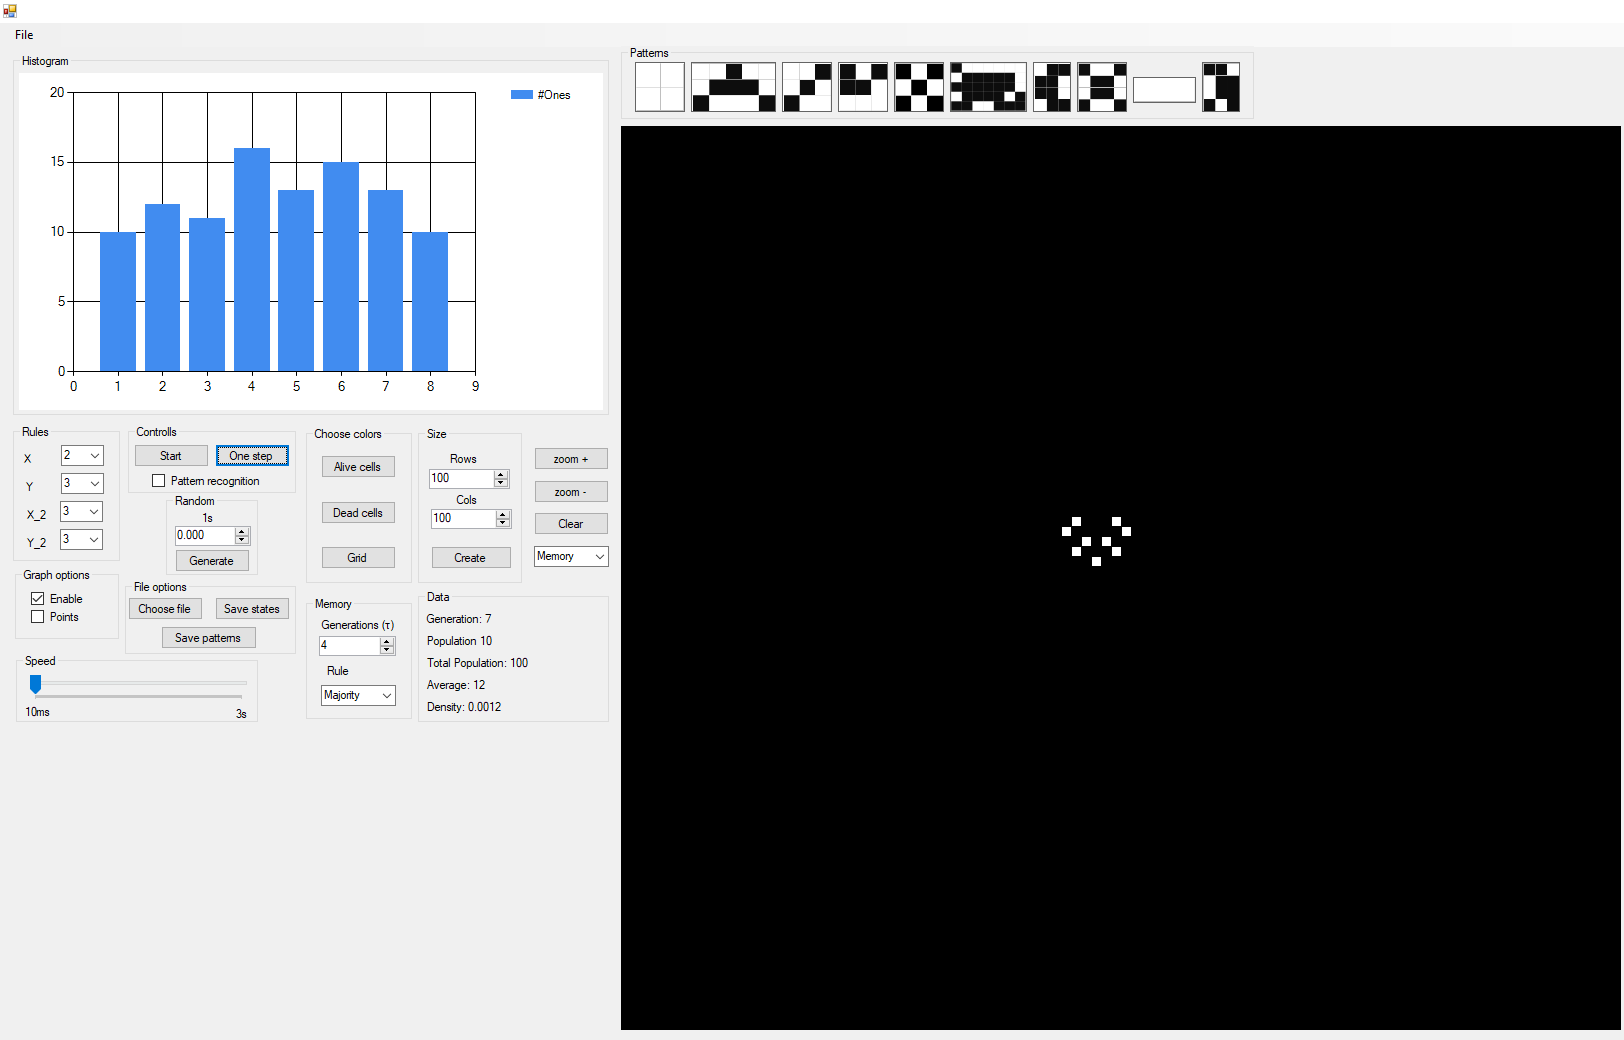 File
Histogram
20
15
10
5
0
0 1 2 3 4 5 6 7 8 9
#Ones
Patterns
Rules
X 2
Y 3
X_2 3
Y_2 3
Controlls
Start One step
Pattern recognition
Random
1s
0.000
Generate
Choose colors
Alive cells
Dead cells
Grid
Size
Rows
100
Cols
100
Create
zoom +
zoom -
Clear
Memory
Graph options
Enable
Points
File options
Choose file Save states
Save patterns
Speed
10ms 3s
Memory
Generations (τ)
4
Rule
Majority
Data
Generation: 7
Population 10
Total Population: 100
Average: 12
Density: 0.0012